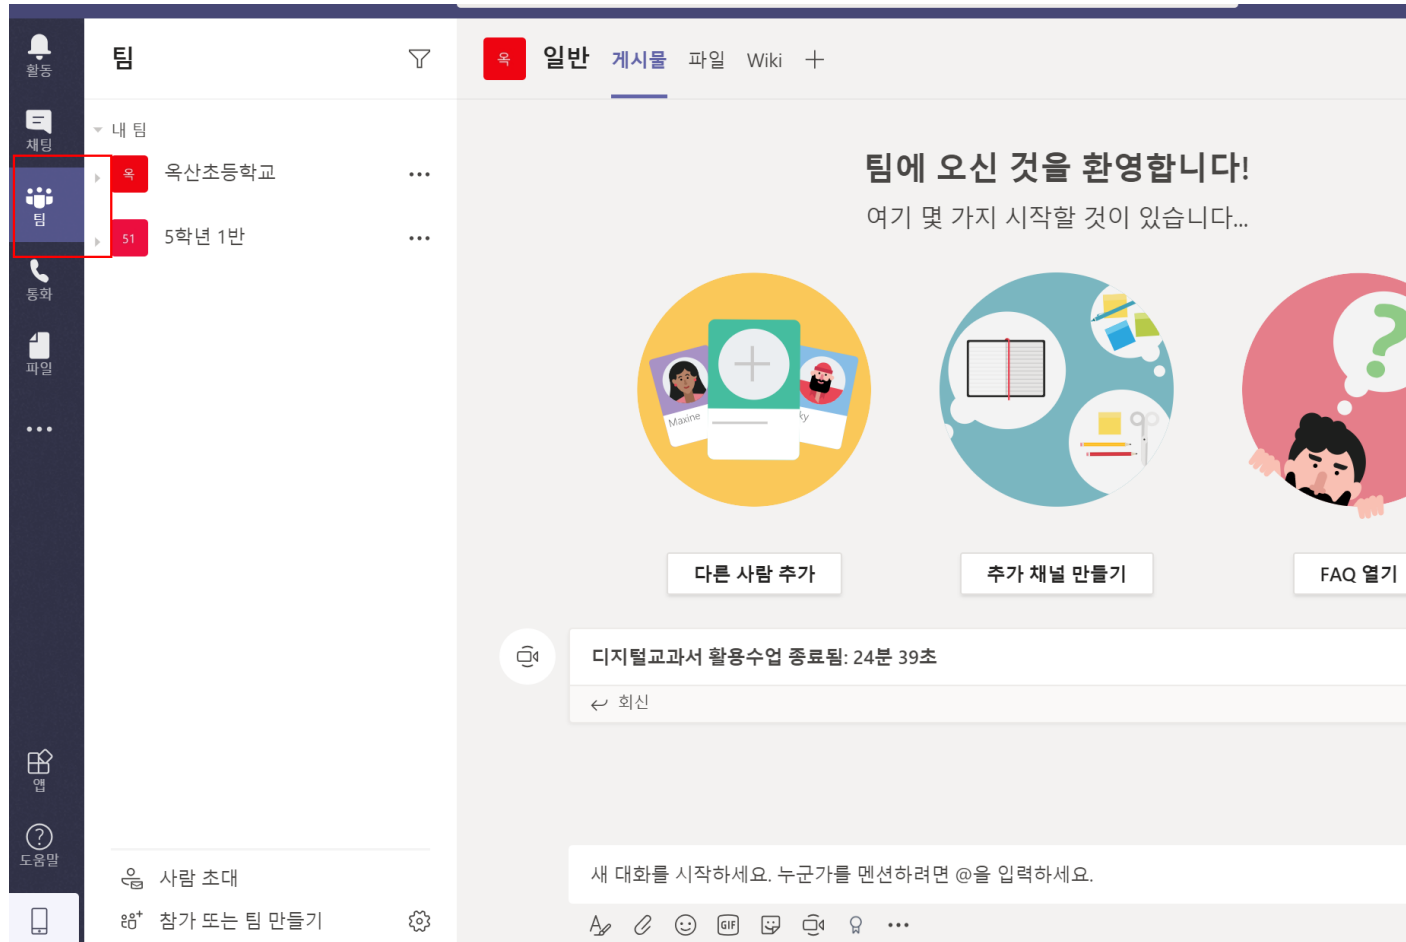 활동
채팅
팀
통화
파일
앱
도움말
팀
내 팀
옥 옥산초등학교
51 5학년 1반
사람 초대
참가 또는 팀 만들기
옥 일반 게시물 파일 Wiki
팀에 오신 것을 환영합니다!
여기 몇 가지 시작할 것이 있습니다...
Maxine
ky
다른 사람 추가
추가 채널 만들기
FAQ 열기
디지털교과서 활용수업 종료됨: 24분 39초
회신
새 대화를 시작하세요. 누군가를 멘션하려면 @을 입력하세요.
GIF